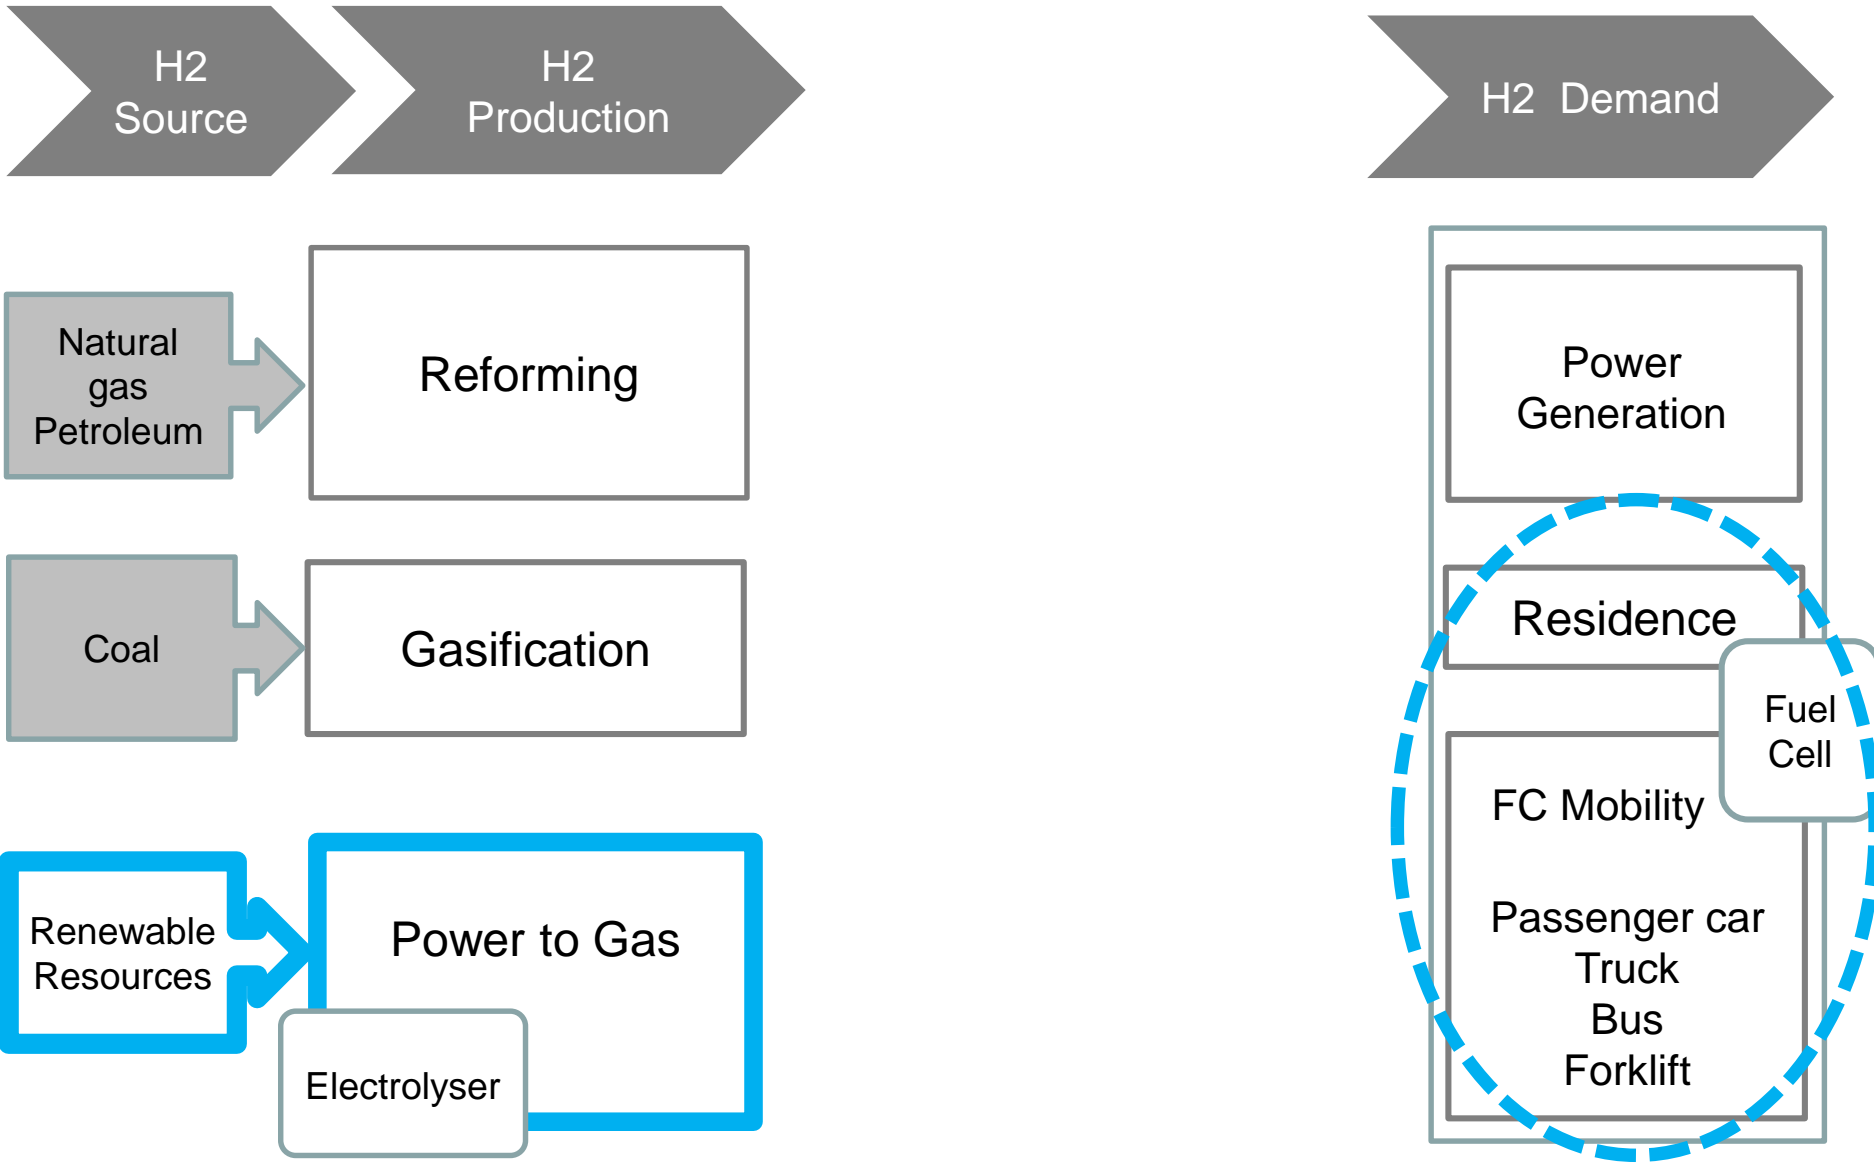 H2
Source
H2
Production
H2 Demand
Natural
gas
Petroleum
Reforming
Coal
Gasification
Renewable
Resources
Power to Gas
Electrolyser
Power
Generation
Residence
Fuel
Cell
FC Mobility
Passenger car
Truck
Bus
Forklift